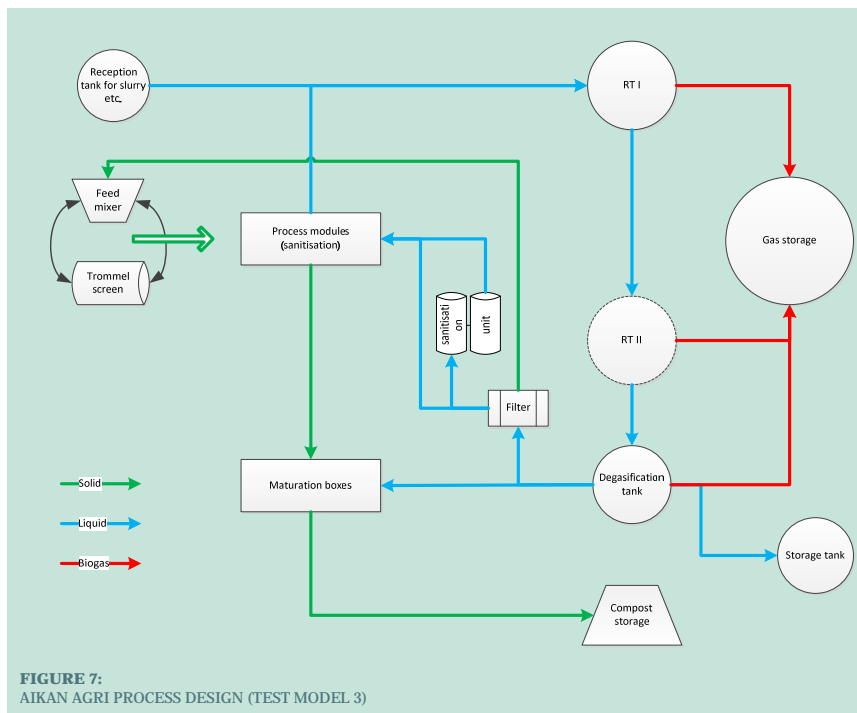 Reception
tank for slurry
etc.
RT I
Feed
mixer
Process modules
(sanitisation)
Gas storage
Trommel
screen
sanitisati
on
unit
RT II
Filter
Solid
Maturation boxes
Degasification
tank
Liquid
Storage tank
Biogas
Compost
storage
FIGURE 7:
AIKAN AGRI PROCESS DESIGN (TEST MODEL 3)